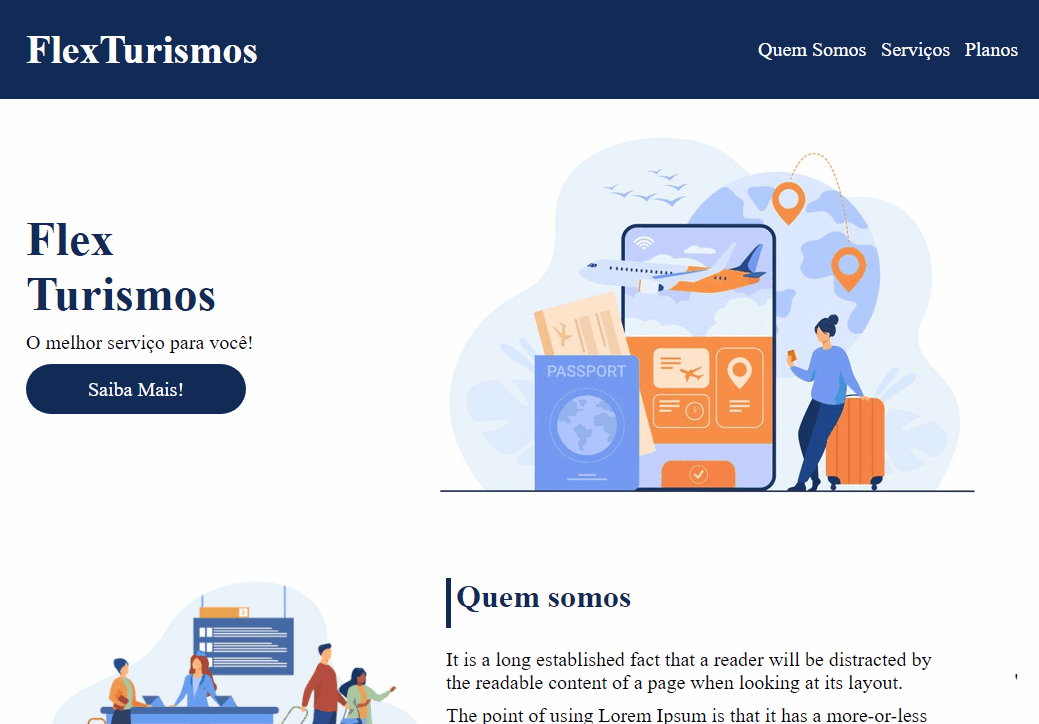 FlexTurismos
Quem Somos Serviços Planos
Flex
Turismos
O melhor serviço para você!
Saiba Mais!
PASSPORT
3
Quem somos
It is a long established fact that a reader will be distracted by
the readable content of a page when looking at its layout.
The point of using Lorem Ipsum is that it has a more-or-less